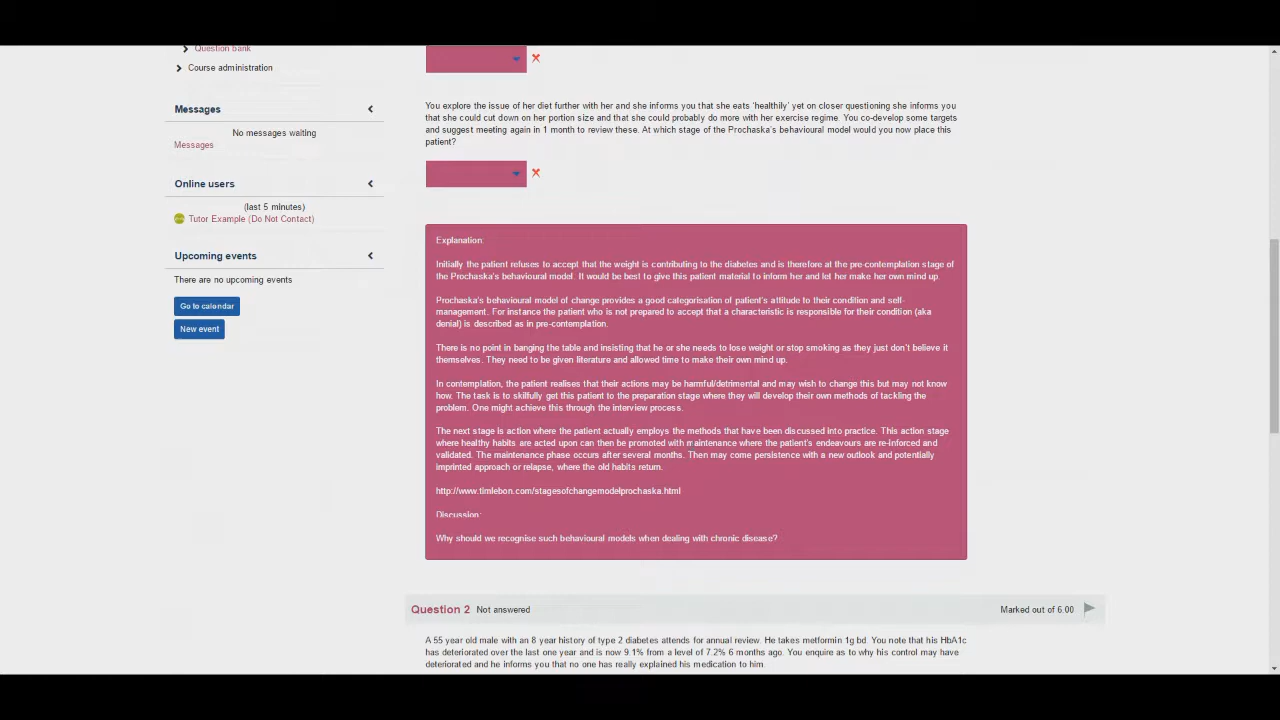 Question bank
Course administration
Messages
No messages waiting
Messages
Online users
(last 5 minutes)
Tutor Example (Do Not Contact)
Upcoming events
There are no upcoming events
Go to calendar
New event
You explore the issue of her diet further with her and she informs you that she eats 'healthily' yet on closer questioning she informs you
that she could cut down on her portion size and that she could probably do more with her exercise regime. You co-develop some targets
and suggest meeting again in 1 month to review these. At which stage of the Prochaska's behavioural model would you now place this
patient?
Explanation:
Initially the patient refuses to accept that the weight is contributing to the diabetes and is therefore at the pre-contemplation stage of
the Prochaska's behavioural model. It would be best to give this patient material to inform her and let her make her own mind up.
Prochaska's behavioural model of change provides a good categorisation of patient's attitude to their condition and self-
management. For instance the patient who is not prepared to accept that a characteristic is responsible for their condition (aka
denial) is described as in pre-contemplation.
There is no point in banging the table and insisting that he or she needs to lose weight or stop smoking as they just don't believe it
themselves. They need to be given literature and allowed time to make their own mind up.
In contemplation, the patient realises that their actions may be harmful/detrimental and may wish to change this but may not know
how. The task is to skilfully get this patient to the preparation stage where they will develop their own methods of tackling the
problem. One might achieve this through the interview process.
The next stage is action where the patient actually employs the methods that have been discussed into practice. This action stage
where healthy habits are acted upon can then be promoted with maintenance where the patient's endeavours are re-inforced and
validated. The maintenance phase occurs after several months. Then may come persistence with a new outlook and potentially
imprinted approach or relapse, where the old habits return.
http://www.timlebon.com/stagesofchangemodelprochaska.html
Discussion:
Why should we recognise such behavioural models when dealing with chronic disease?
Question 2 Not answered Marked out of 6.00
A 55 year old male with an 8 year history of type 2 diabetes attends for annual review. He takes metformin 1g bd. You note that his HbA1c
has deteriorated over the last one year and is now 9.1% from a level of 7.2% 6 months ago. You enquire as to why his control may have
deteriorated and he informs you that no one has really explained his medication to him.